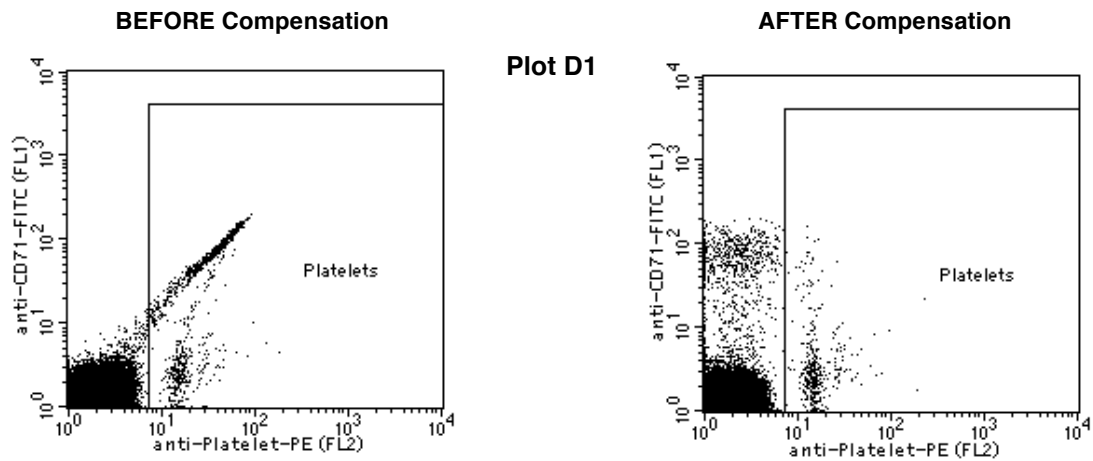 BEFORE Compensation
AFTER Compensation
Plot D1
10^4
10^3
10^2
10^1
10^0
anti-CD71-FITC (FL1)
Platelets
10^0 10^1 10^2 10^3 10^4
anti-Platelet-PE (FL2)
10^4
10^3
10^2
10^1
10^0
anti-CD71-FITC (FL1)
Platelets
10^0 10^1 10^2 10^3 10^4
anti-Platelet-PE (FL2)